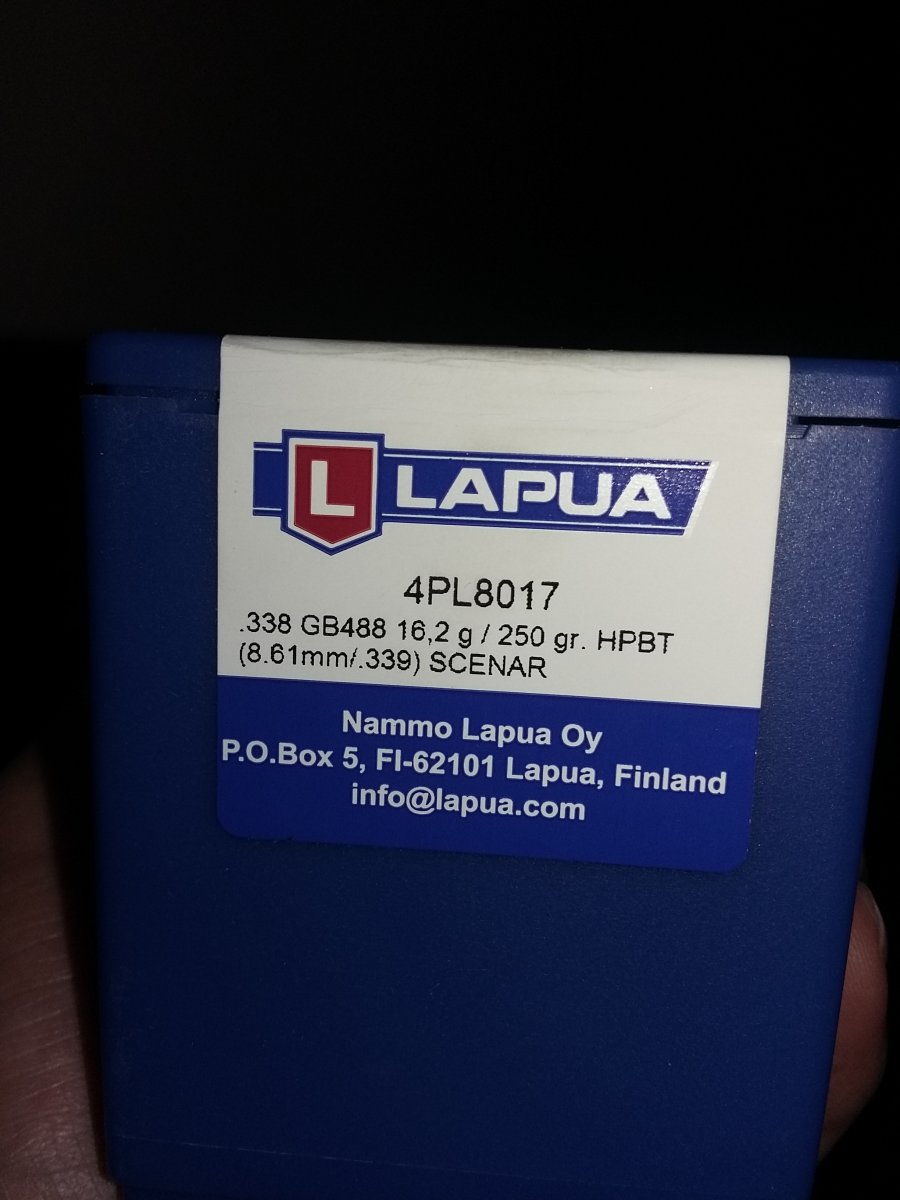 L LAPUA
4PL8017
.338 GB488 16,2 g / 250 gr. HPBT
(8.61mm/.339) SCENAR
Nammo Lapua Oy
P.O.Box 5, FI-62101 Lapua, Finland
info@lapua.com